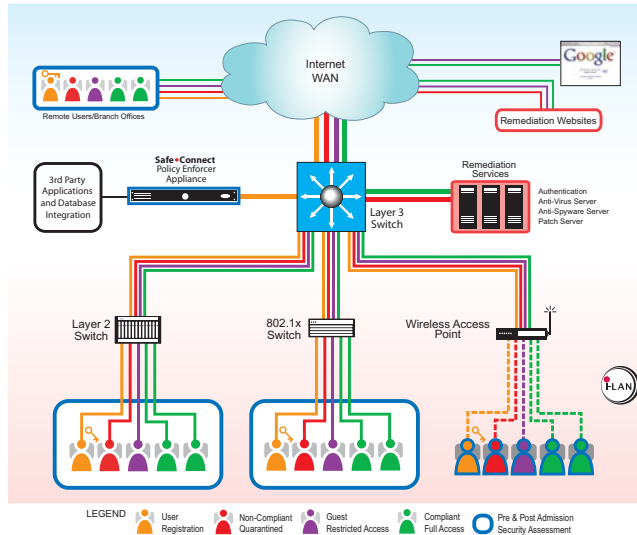 Internet
WAN
Google
Remote Users/Branch Offices
Remediation Websites
Safe•Connect
Policy Enforcer
Appliance
3rd Party
Applications
and Database
Integration
Layer 3
Switch
Remediation
Services
Authentication
Anti-Virus Server
Anti-Spyware Server
Patch Server
Layer 2
Switch
802.1x
Switch
Wireless Access
Point
i-LAN
LEGEND
User
Registration
Non-Compliant
Quarantined
Guest
Restricted Access
Compliant
Full Access
Pre & Post Admission
Security Assessment